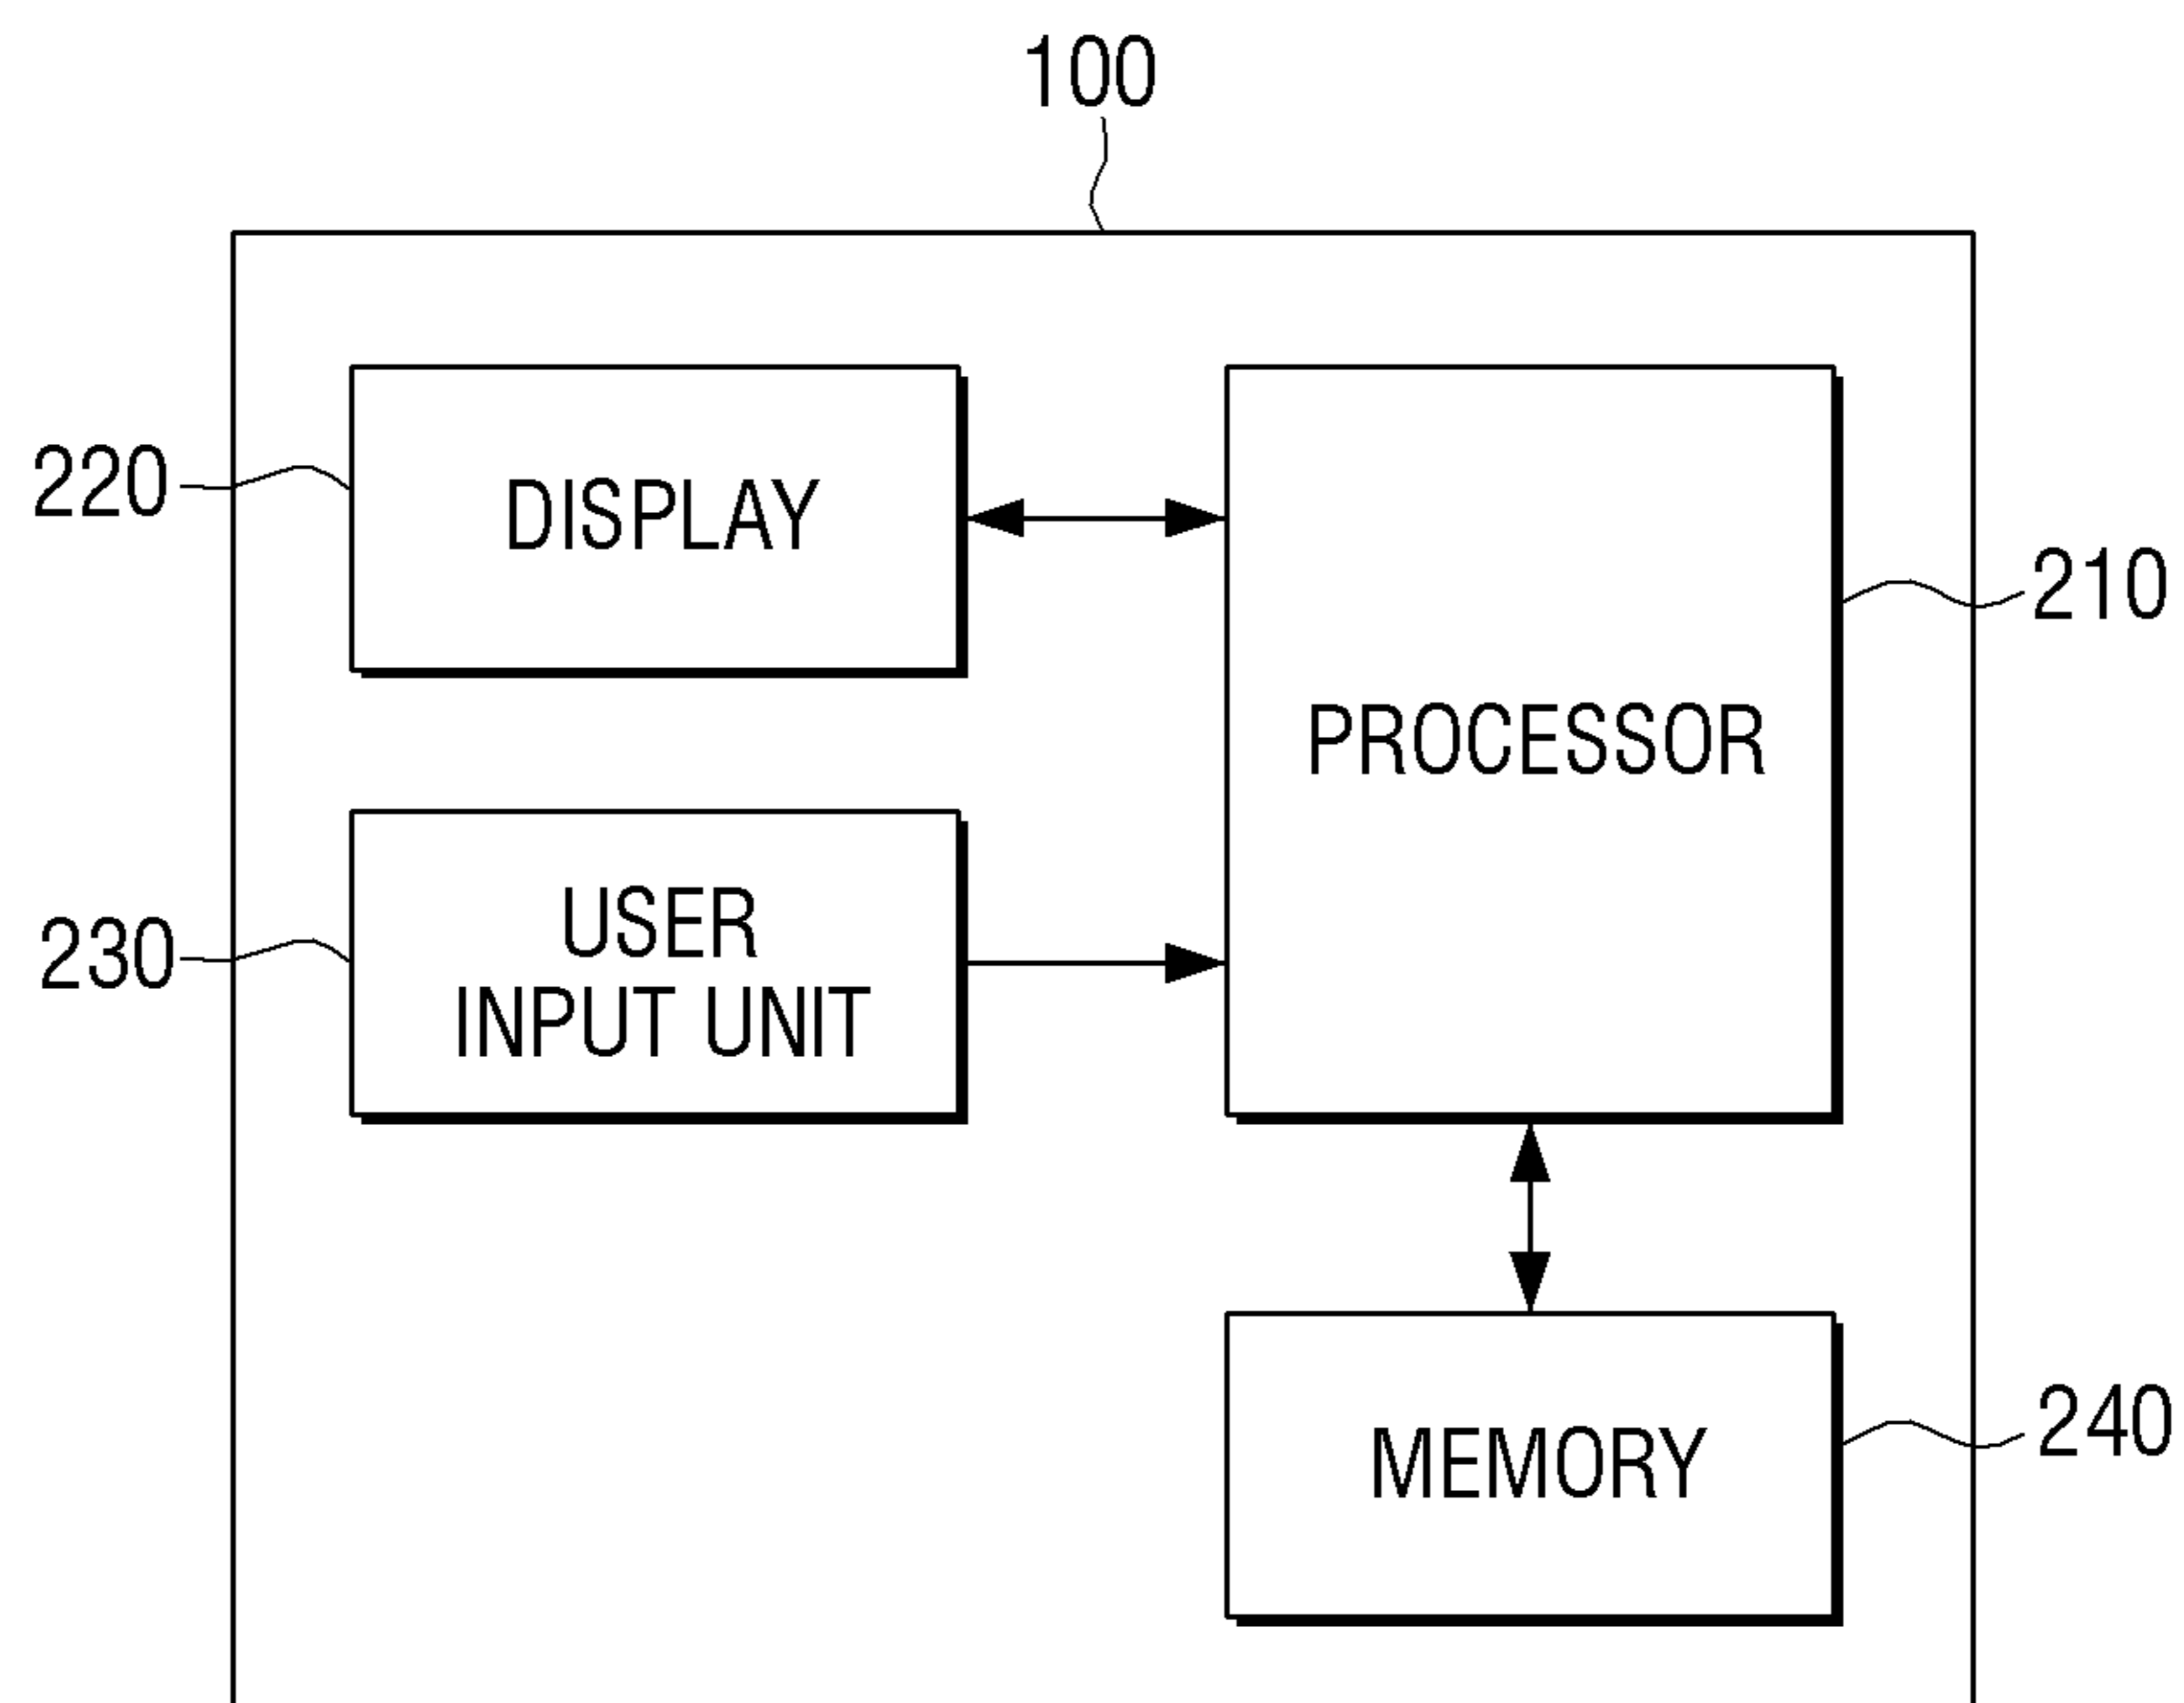 100
220
DISPLAY
210
PROCESSOR
230
USER
INPUT UNIT
240
MEMORY